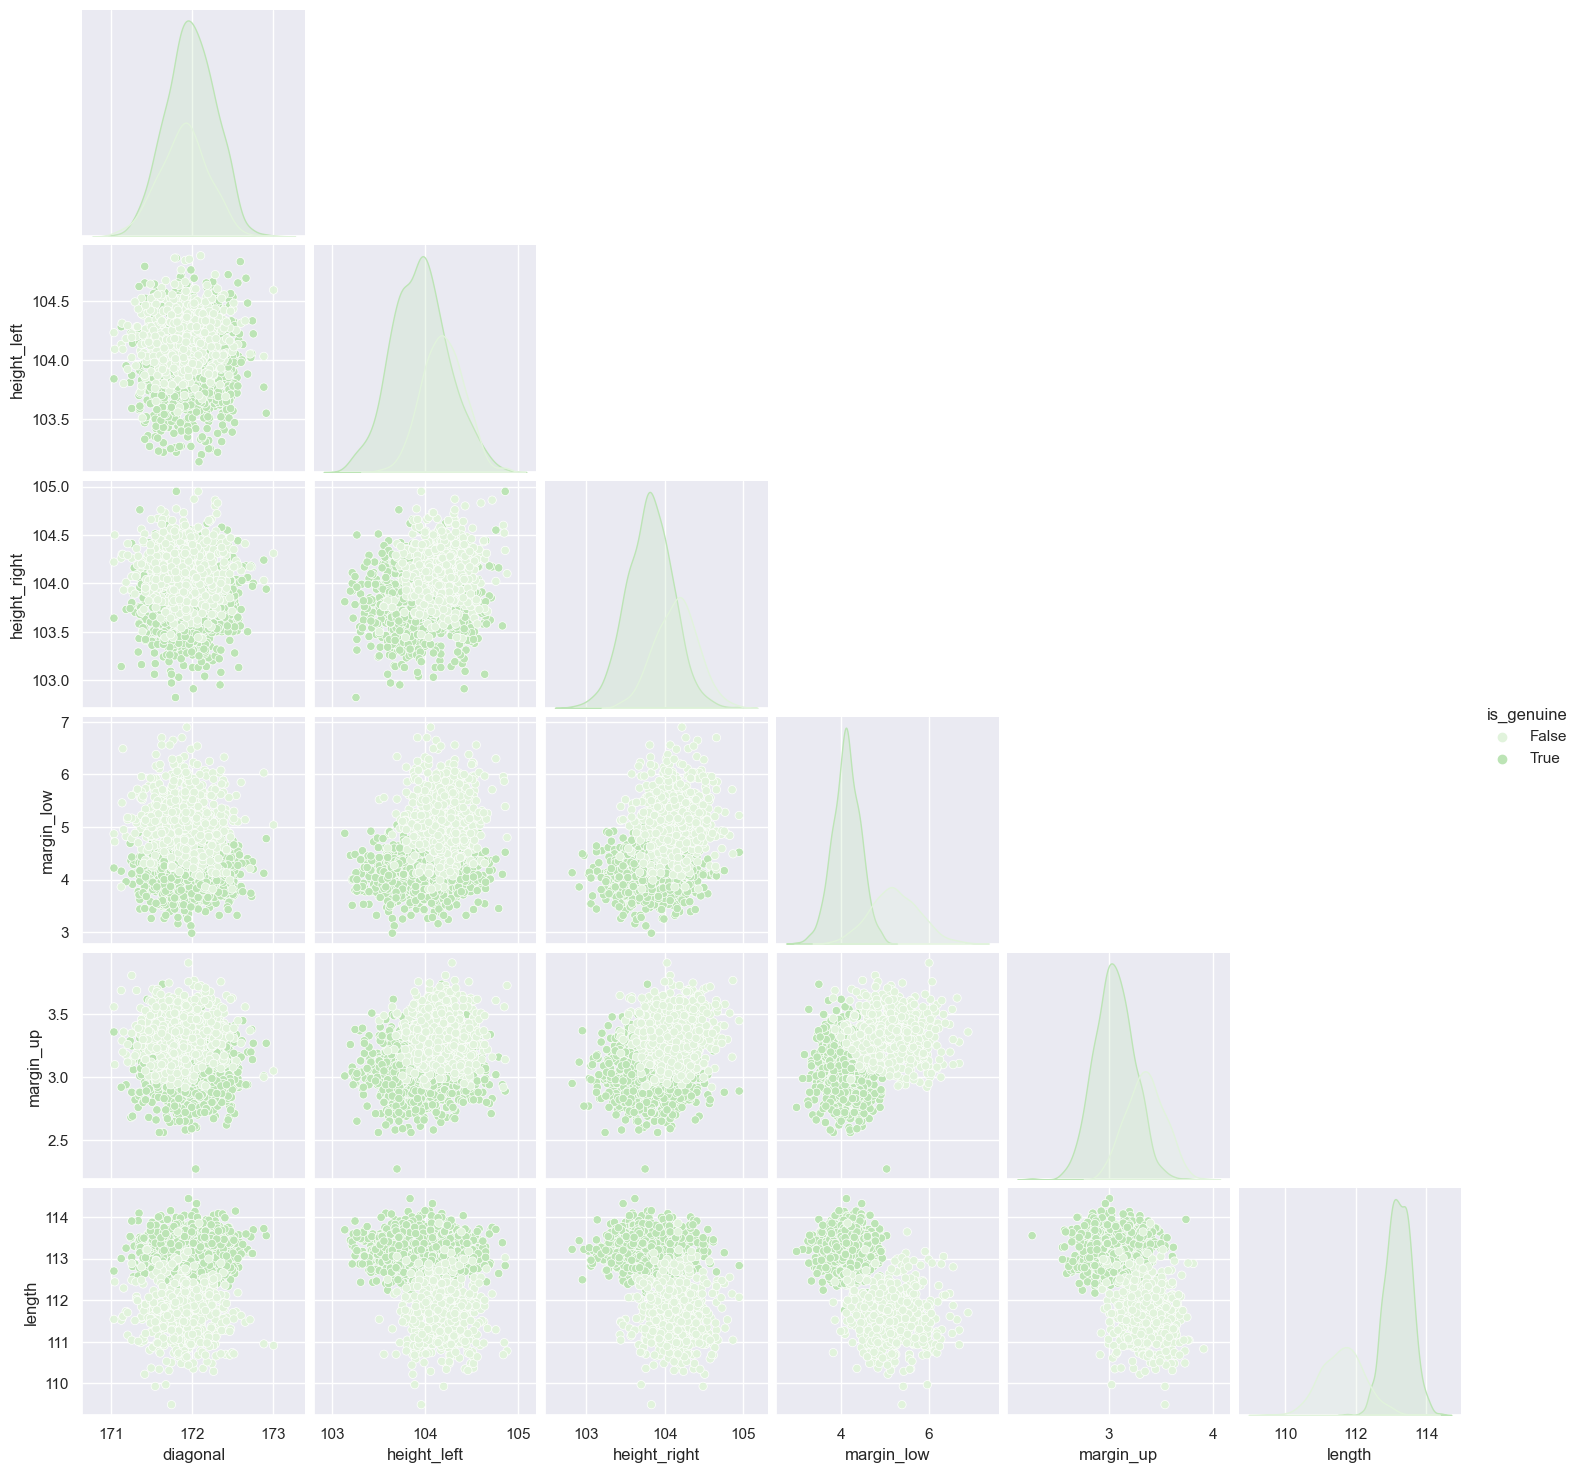 104.5
104.0
103.5
height_left
105.0
104.5
104.0
103.5
103.0
height_right
7
6
5
4
3
margin_low
is_genuine
False
True
3.5
3.0
2.5
margin_up
114
113
112
111
110
length
171 172 173 103 104 105 103 104 105 4 6 3 4 110 112 114
diagonal height_left height_right margin_low margin_up length